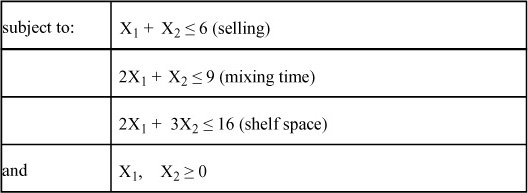 subject to: X₁ + X₂ ≤ 6 (selling)
2X₁ + X₂ ≤ 9 (mixing time)
2X₁ + 3X₂ ≤ 16 (shelf space)
and X₁, X₂ ≥ 0